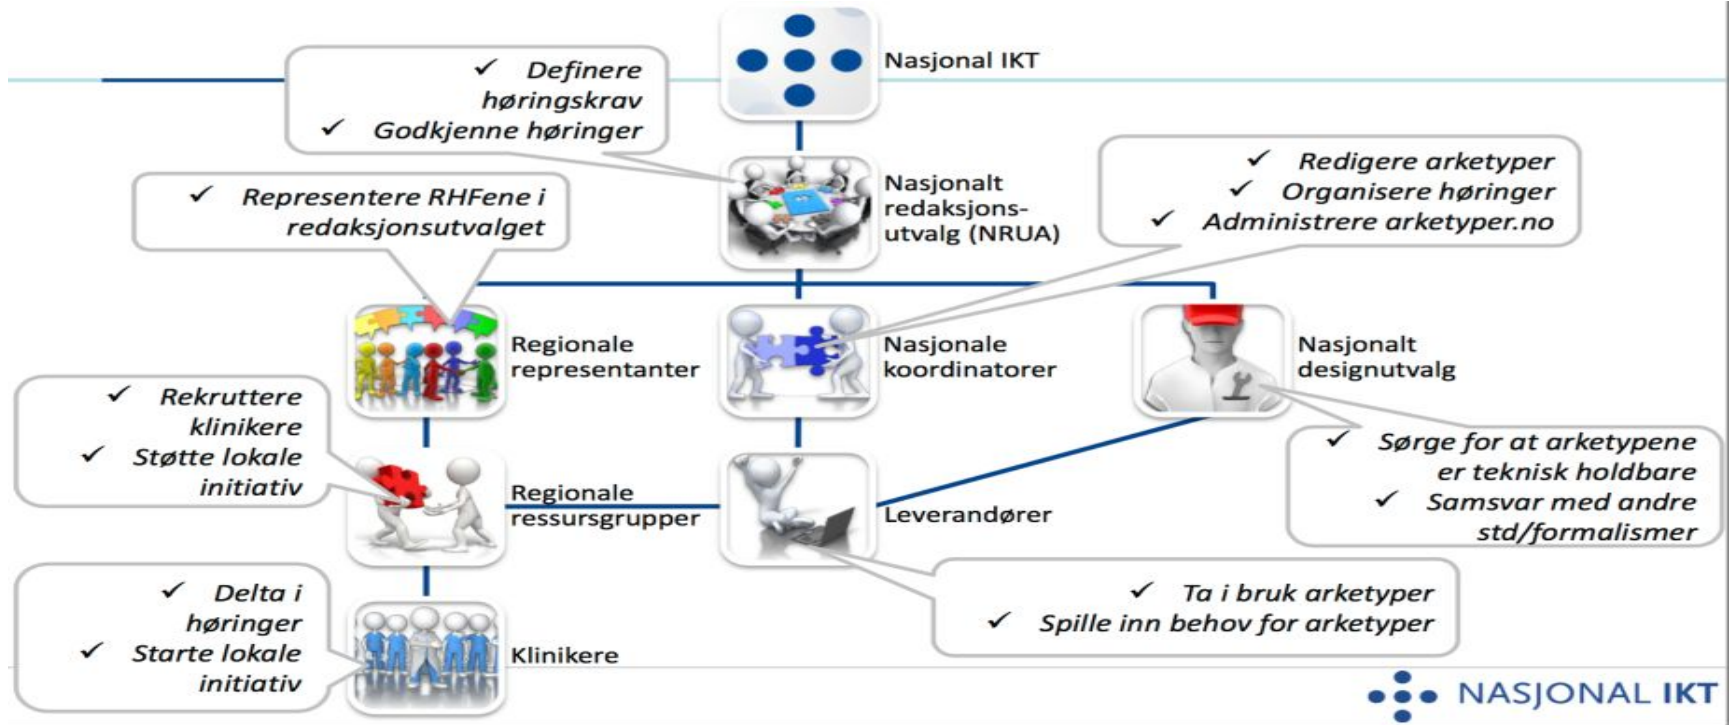 Nasjonal IKT
✓ Definere
høringskrav
✓ Godkjenne høringer
Nasjonalt
redaksjons-
utvalg (NRUA)
✓ Redigere arketyper
✓ Organisere høringer
✓ Administrere arketyper.no
✓ Representere RHFene i
redaksjonsutvalget
Regionale
representanter
Nasjonale
koordinatorer
Nasjonalt
designutvalg
✓ Rekruttere
klinikere
✓ Støtte lokale
initiativ
Regionale
ressursgrupper
Leverandører
✓ Sørge for at arketypene
er teknisk holdbare
✓ Samsvar med andre
std/formalismer
✓ Delta i
høringer
✓ Starte lokale
initiativ
Klinikere
✓ Ta i bruk arketyper
✓ Spille inn behov for arketyper
NASJONAL IKT